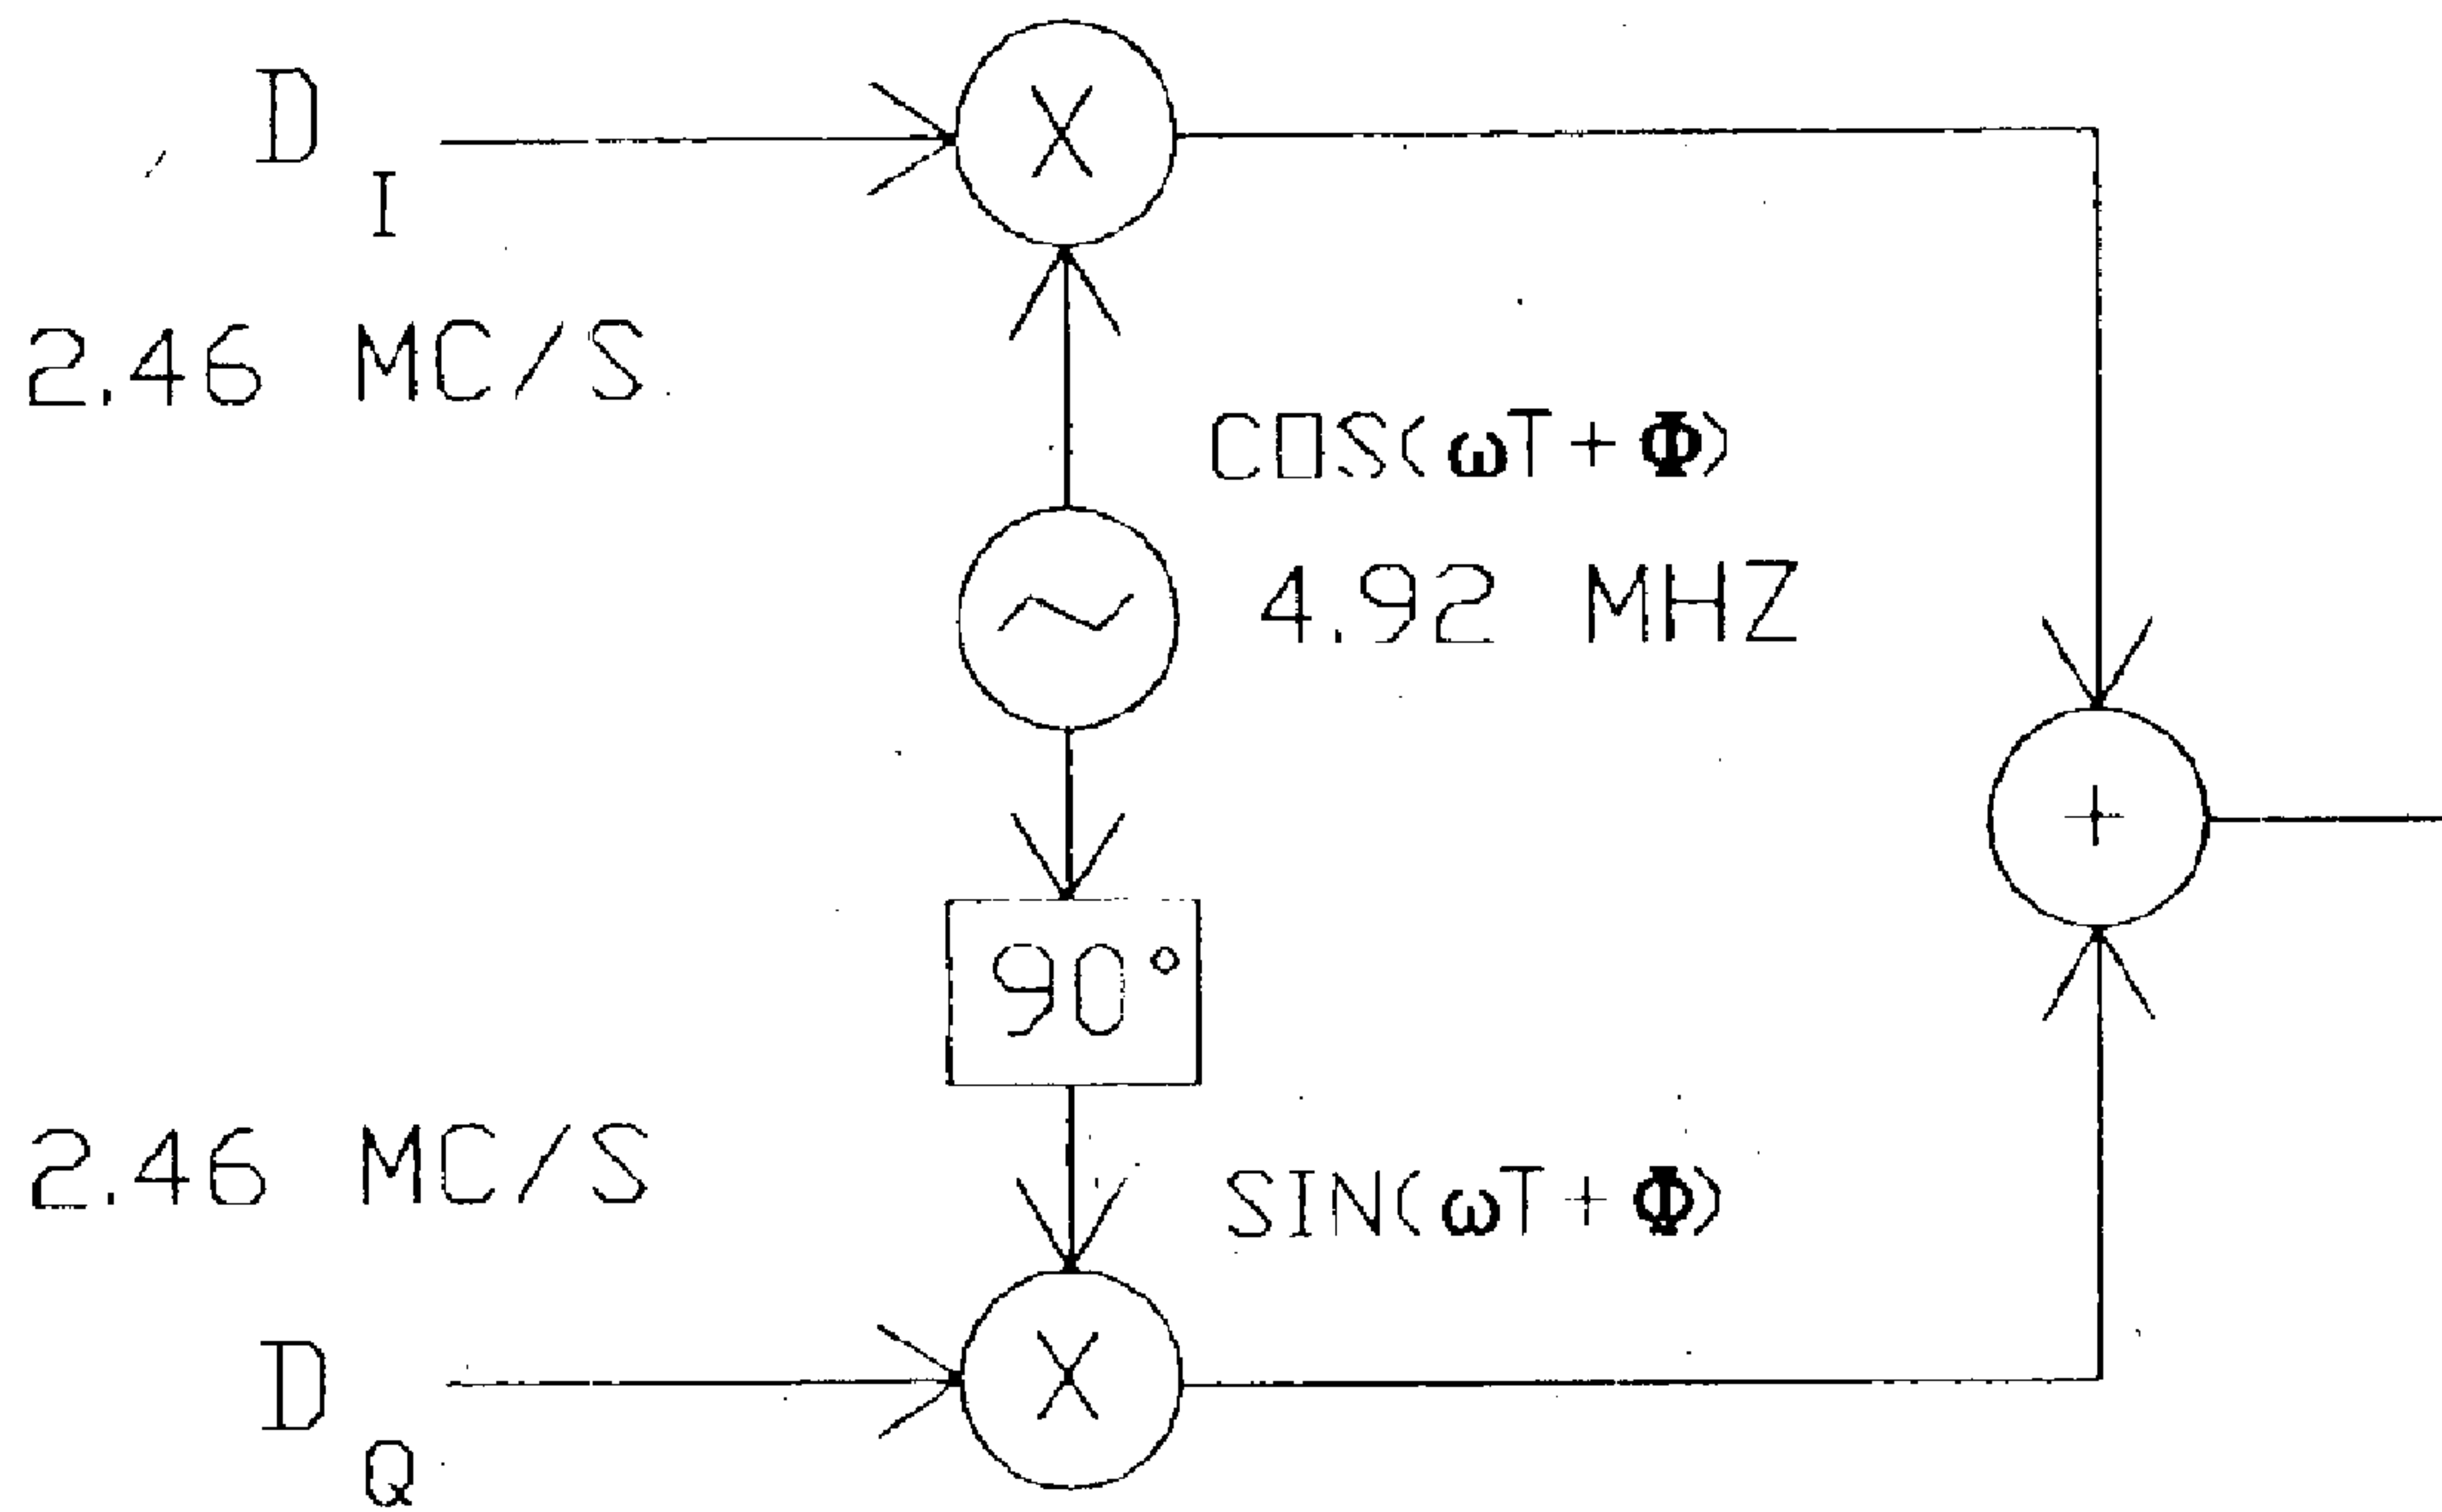 D
I
X
2.46 MC/S
COS(ωT + Φ)
4.92 MHZ
+
90°
2.46 MC/S
SIN(ωT + Φ)
D
X
Q